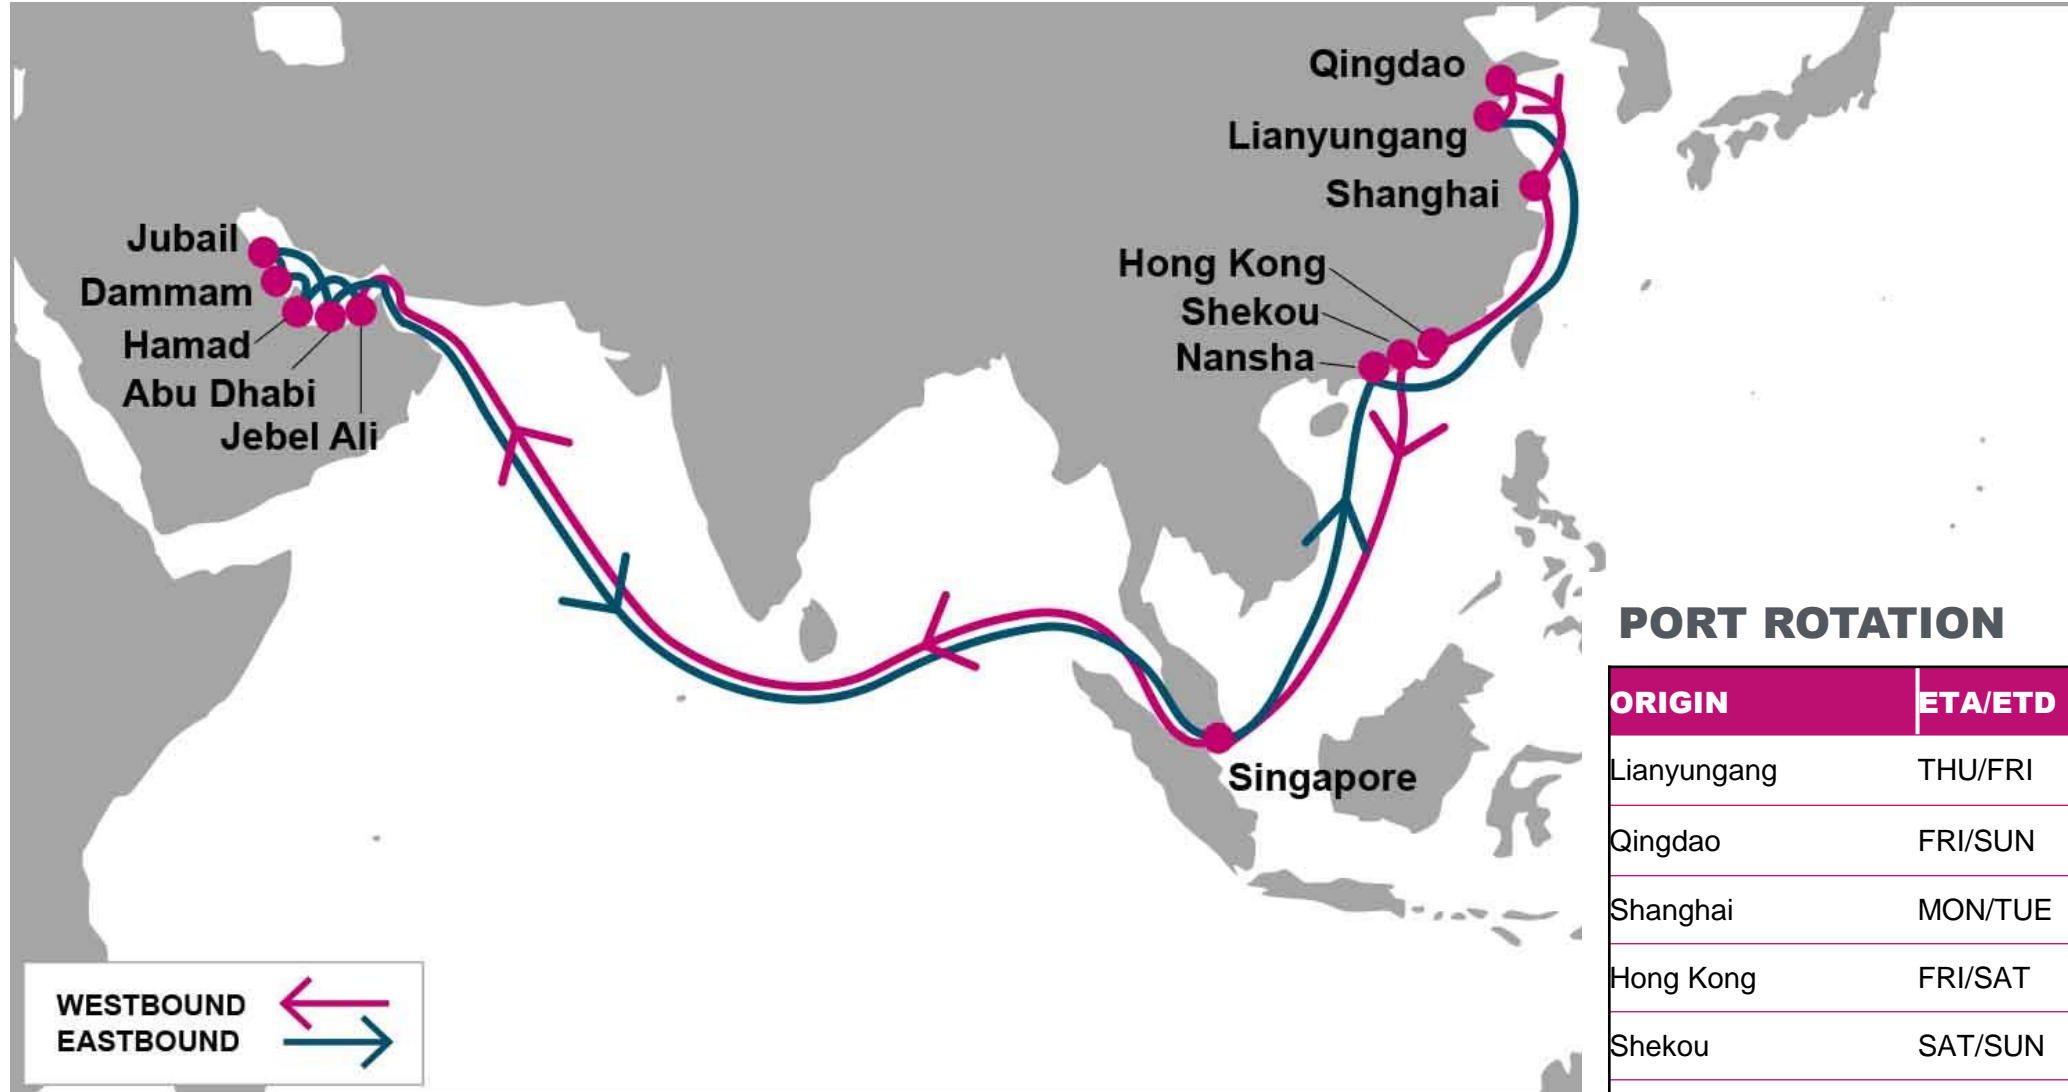 Qingdao
Lianyungang
Shanghai
Jubail
Hong Kong
Dammam
Shekou
Hamad
Nansha
Abu Dhabi
Jebel Ali
Singapore
WESTBOUND
EASTBOUND
PORT ROTATION
ORIGIN ETA/ETD
Lianyungang THU/FRI
Qingdao FRI/SUN
Shanghai MON/TUE
Hong Kong FRI/SAT
Shekou SAT/SUN